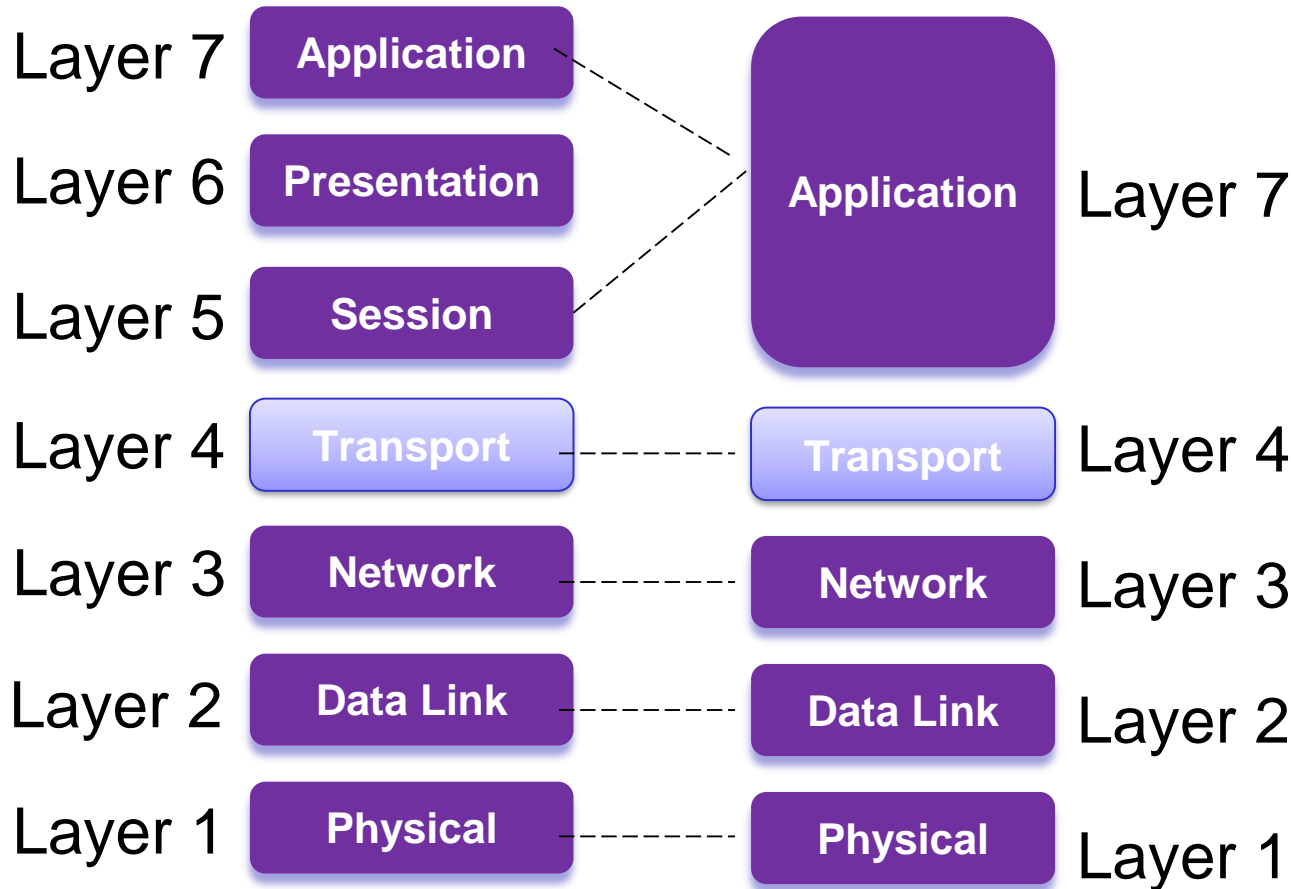 Layer 7 Application
Layer 6 Presentation
Layer 5 Session
Layer 4 Transport
Layer 3 Network
Layer 2 Data Link
Layer 1 Physical
Application Layer 7
Transport Layer 4
Network Layer 3
Data Link Layer 2
Physical Layer 1